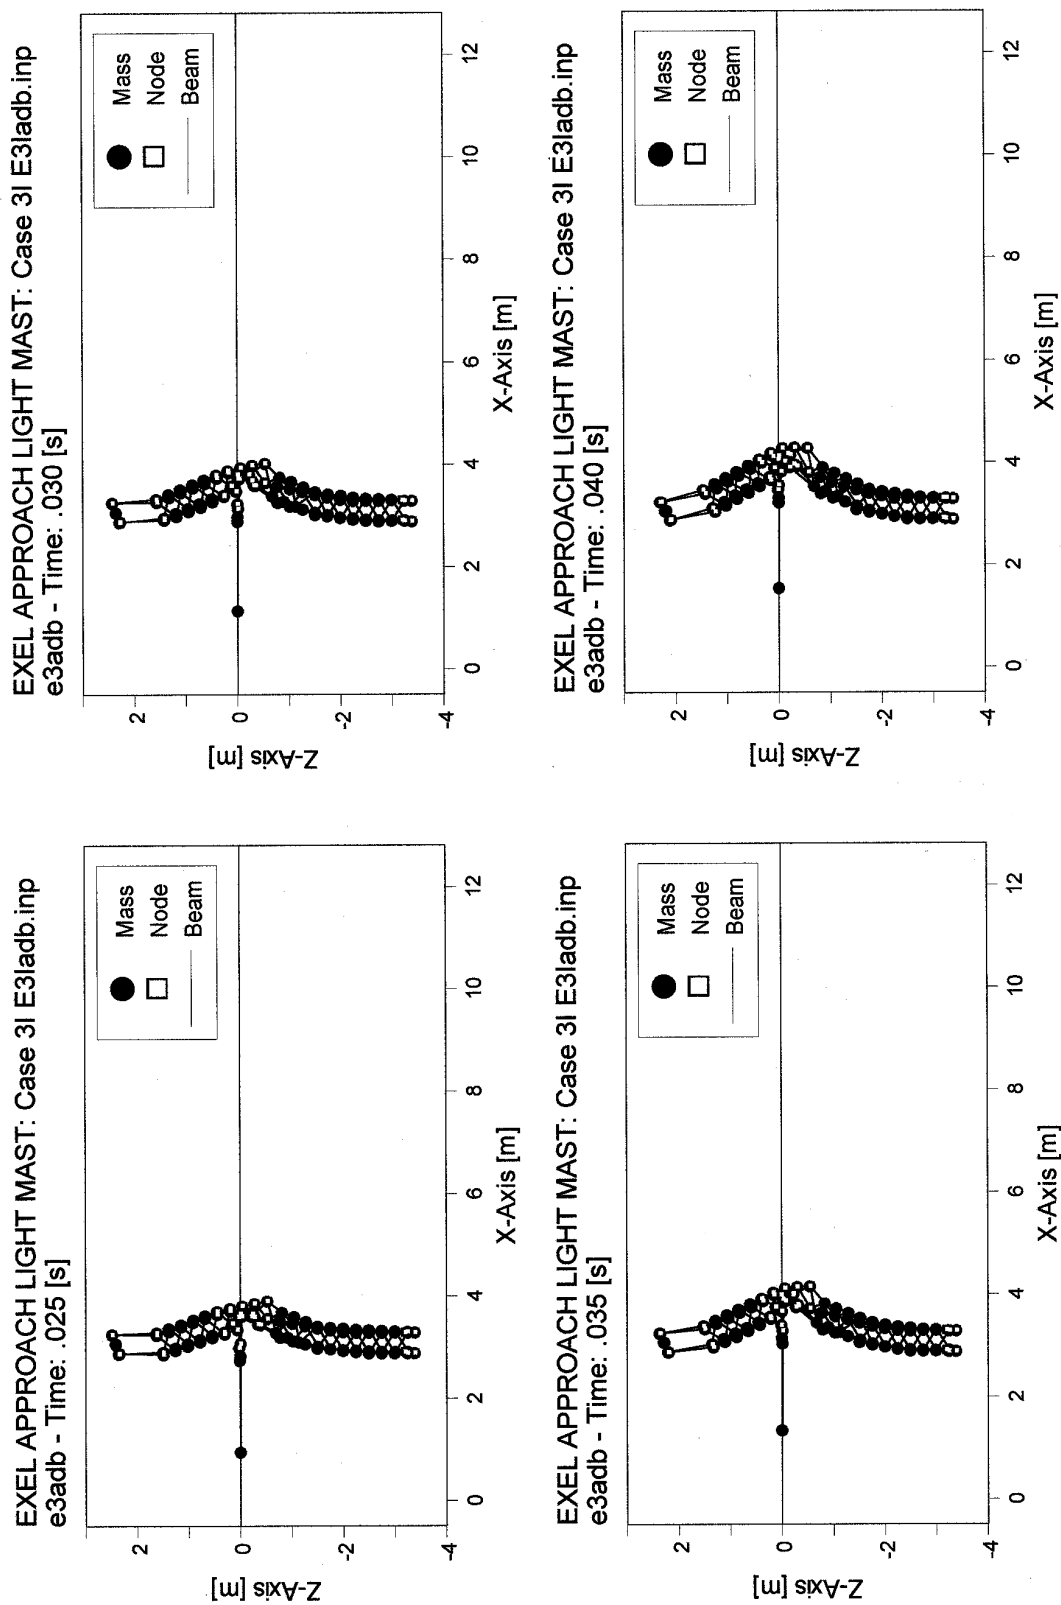 EXEL APPROACH LIGHT MAST: Case 3I E3Iadb.inp
e3adb - Time: .025 [s]
Mass
Node
Beam
Z-Axis [m]
2
0
-2
-4
0
2
4
6
8
10
12
X-Axis [m]
EXEL APPROACH LIGHT MAST: Case 3I E3Iadb.inp
e3adb - Time: .030 [s]
Mass
Node
Beam
Z-Axis [m]
2
0
-2
-4
0
2
4
6
8
10
12
X-Axis [m]
EXEL APPROACH LIGHT MAST: Case 3I E3Iadb.inp
e3adb - Time: .035 [s]
Mass
Node
Beam
Z-Axis [m]
2
0
-2
-4
0
2
4
6
8
10
12
X-Axis [m]
EXEL APPROACH LIGHT MAST: Case 3I E3Iadb.inp
e3adb - Time: .040 [s]
Mass
Node
Beam
Z-Axis [m]
2
0
-2
-4
0
2
4
6
8
10
12
X-Axis [m]